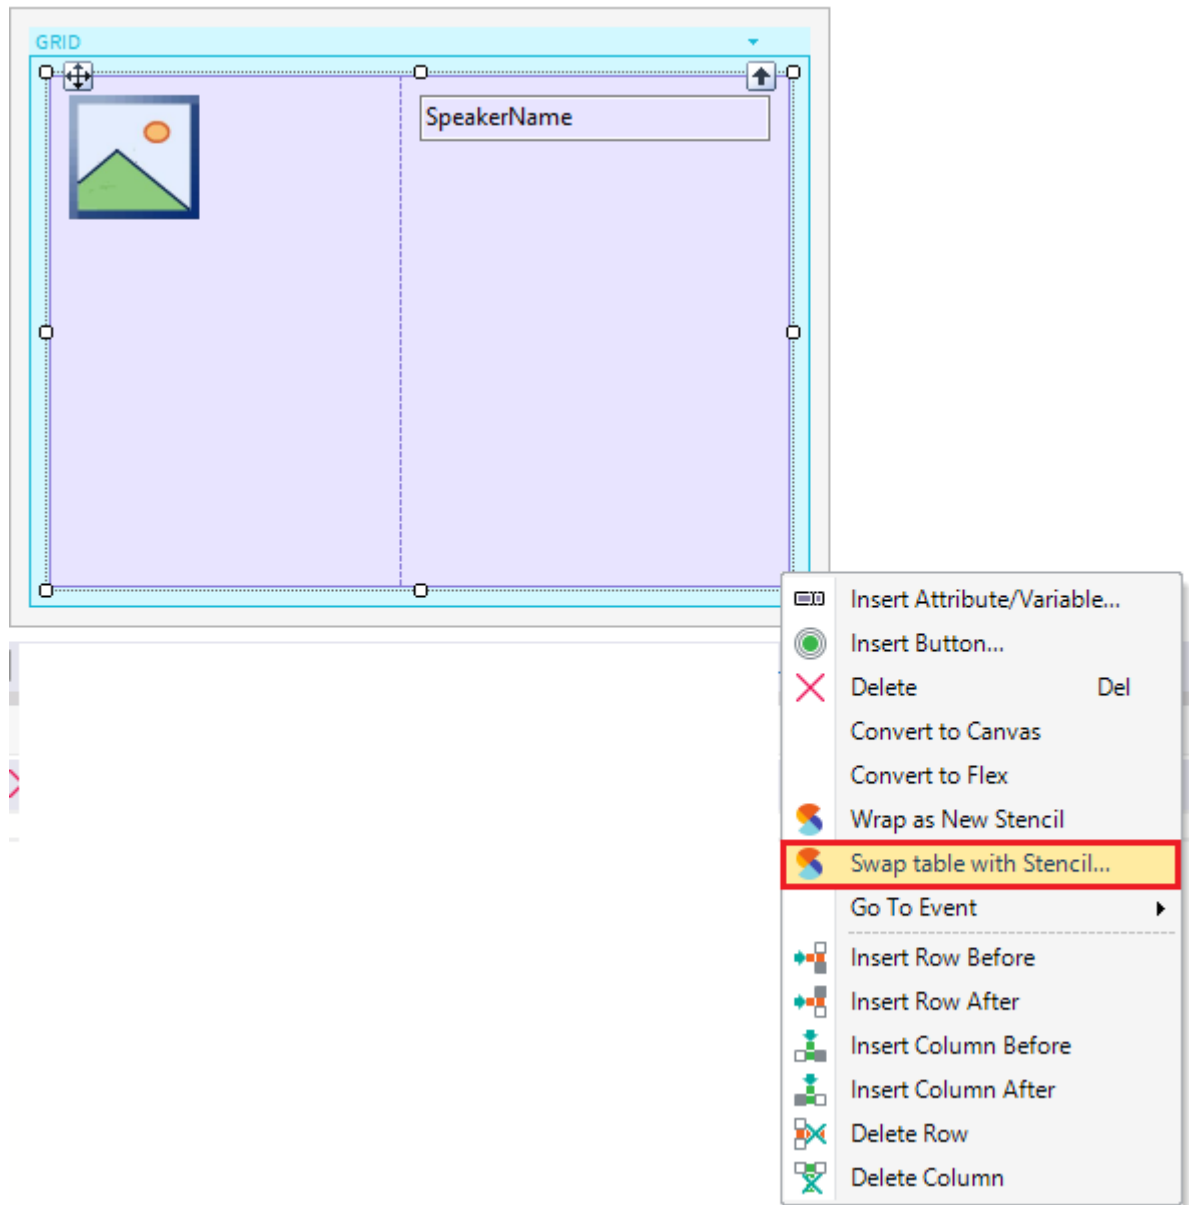 GRID
SpeakerName
Insert Attribute/Variable...
Insert Button...
Delete Del
Convert to Canvas
Convert to Flex
Wrap as New Stencil
Swap table with Stencil...
Go To Event
Insert Row Before
Insert Row After
Insert Column Before
Insert Column After
Delete Row
Delete Column